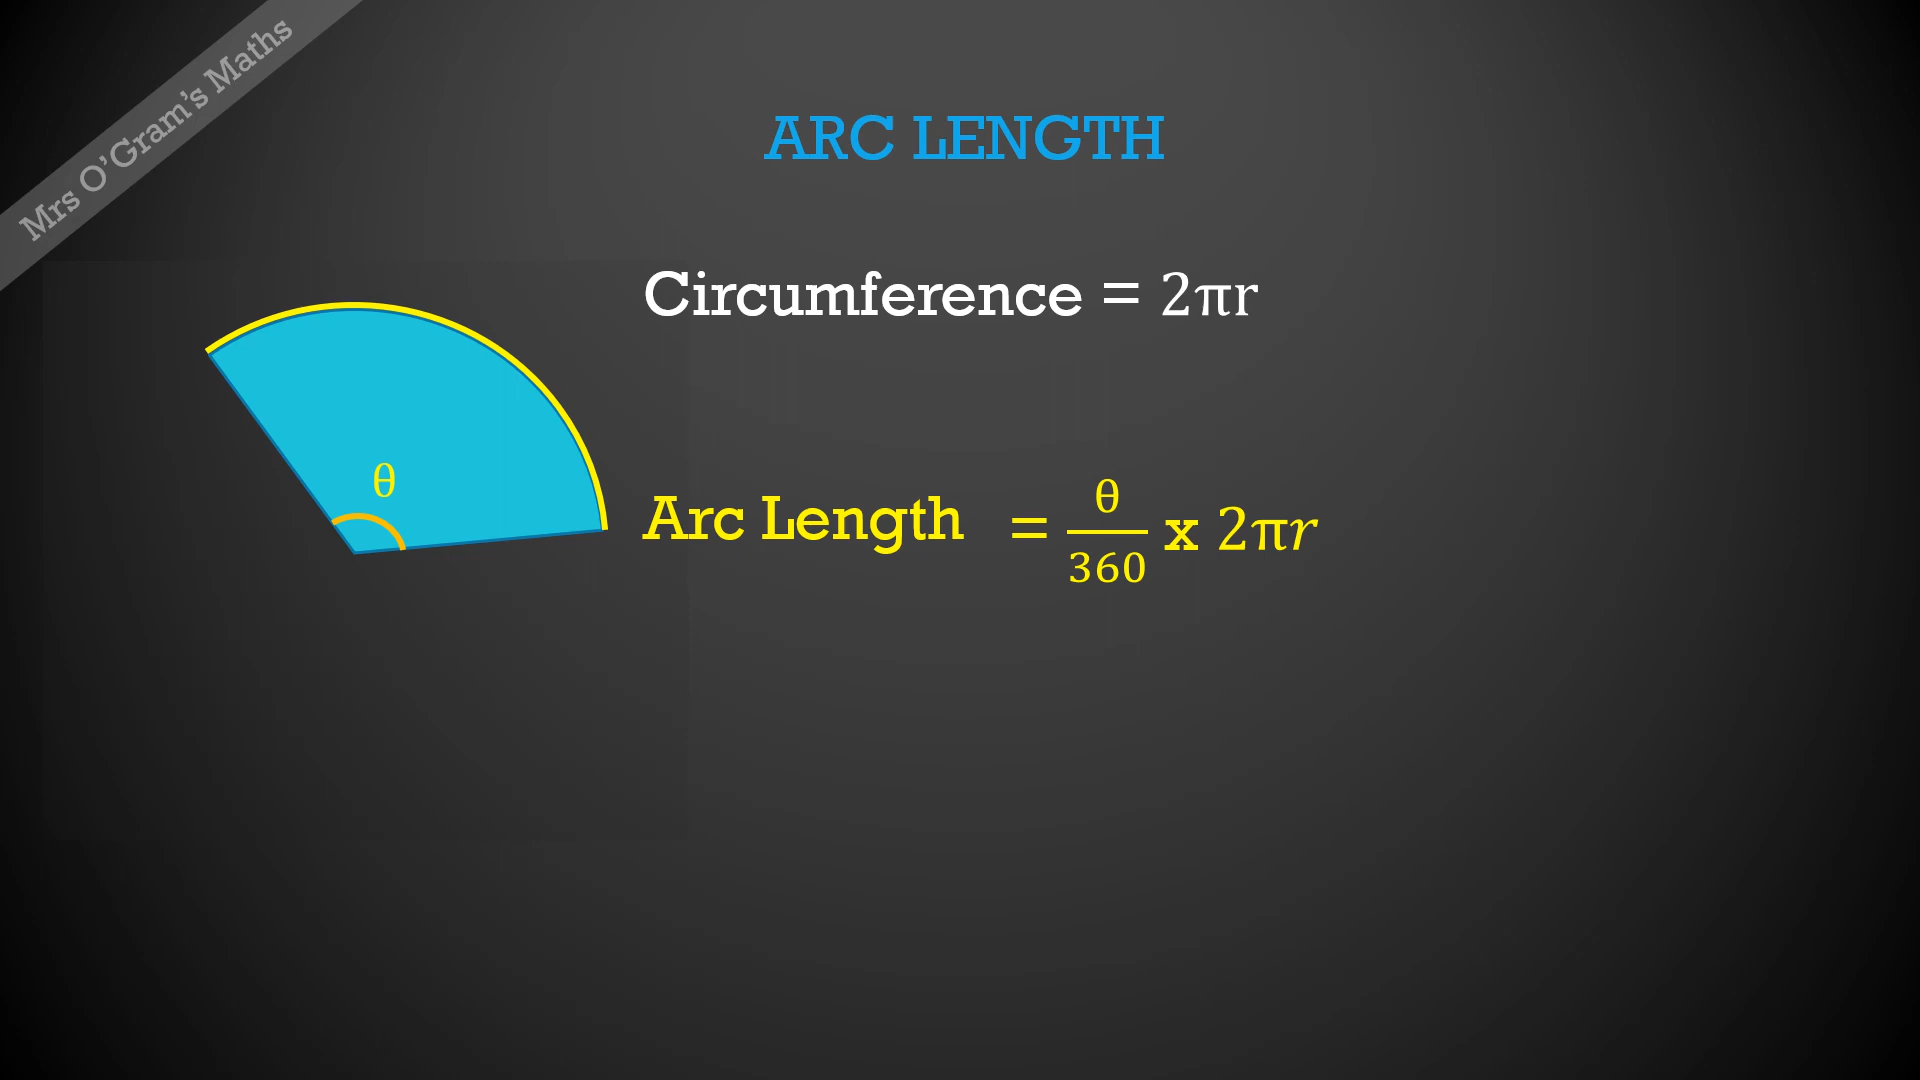 Mrs O’Gram’s Maths
ARC LENGTH
Circumference = 2πr
θ
Arc Length = θ/360 x 2πr